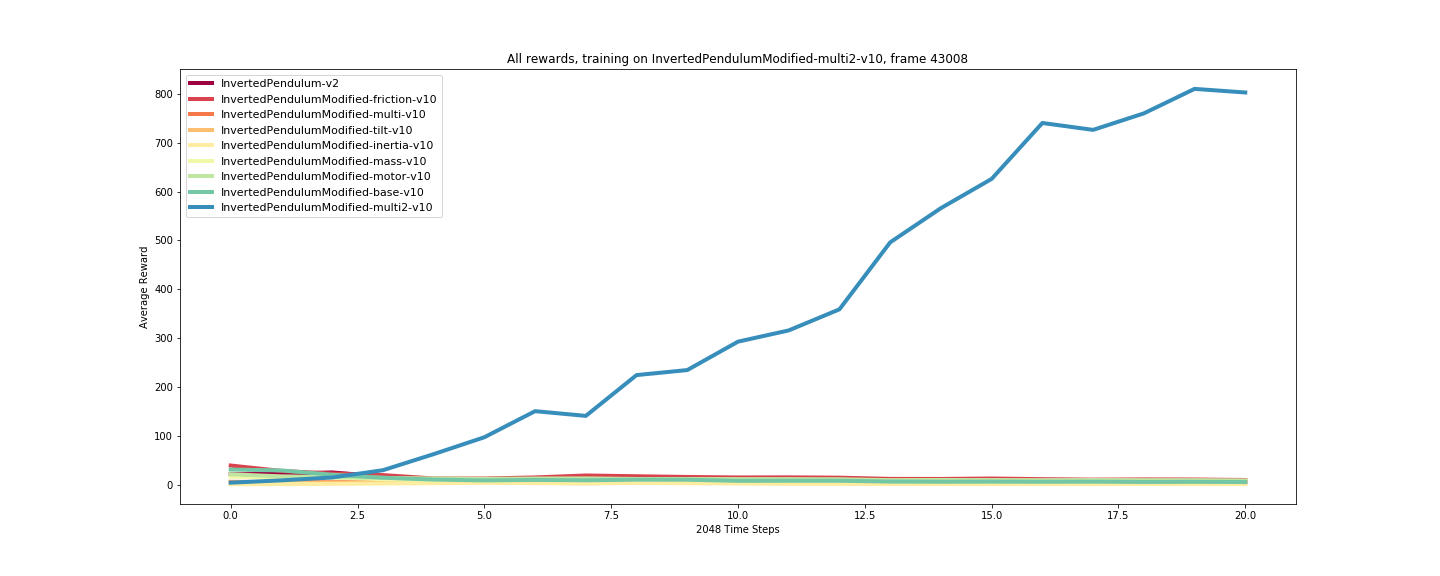 All rewards, training on InvertedPendulumModified-multi2-v10, frame 43008
InvertedPendulum-v2
InvertedPendulumModified-friction-v10
InvertedPendulumModified-multi-v10
InvertedPendulumModified-tilt-v10
InvertedPendulumModified-inertia-v10
InvertedPendulumModified-mass-v10
InvertedPendulumModified-motor-v10
InvertedPendulumModified-base-v10
InvertedPendulumModified-multi2-v10
Average Reward
800
700
600
500
400
300
200
100
0
0.0 2.5 5.0 7.5 10.0 12.5 15.0 17.5 20.0
2048 Time Steps